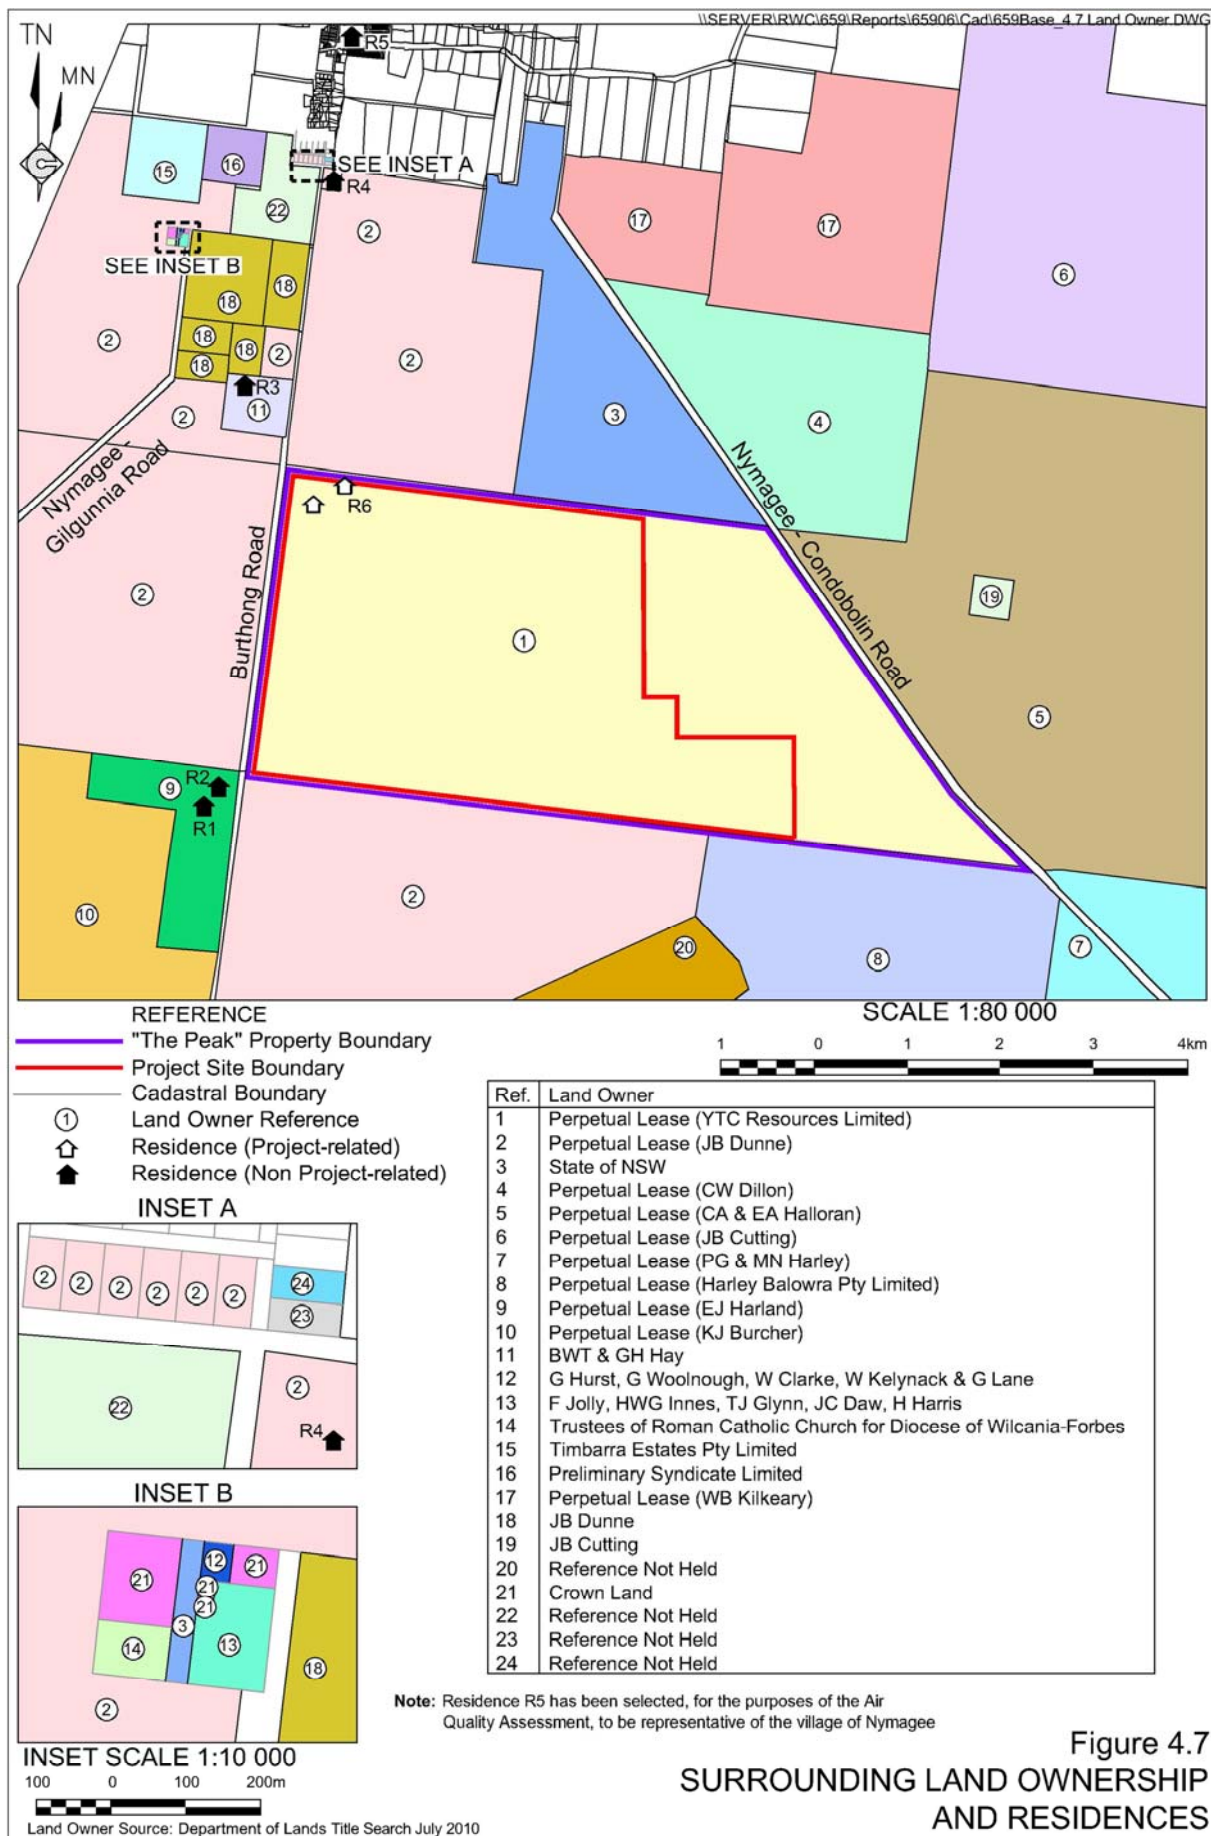 \\SERVER\RWC\659\Reports\65906\Cad\659Base_4.7 Land Owner.DWG
TN
MN
R5
15
16
SEE INSET A
R4
22
2
17
17
6
SEE INSET B
18
18
2
18
18
2
2
18
R3
11
2
3
4
Nymagee -
Gilgunnia Road
R6
Nymagee - Condobolin Road
Burthong Road
2
1
19
5
9
R2
R1
10
2
20
8
7
REFERENCE
"The Peak" Property Boundary
Project Site Boundary
Cadastral Boundary
1 Land Owner Reference
Residence (Project-related)
Residence (Non Project-related)
SCALE 1:80 000
1 0 1 2 3 4km
Ref. Land Owner
1 Perpetual Lease (YTC Resources Limited)
2 Perpetual Lease (JB Dunne)
3 State of NSW
4 Perpetual Lease (CW Dillon)
5 Perpetual Lease (CA & EA Halloran)
6 Perpetual Lease (JB Cutting)
7 Perpetual Lease (PG & MN Harley)
8 Perpetual Lease (Harley Balowra Pty Limited)
9 Perpetual Lease (EJ Harland)
10 Perpetual Lease (KJ Burcher)
11 BWT & GH Hay
12 G Hurst, G Woolnough, W Clarke, W Kelynack & G Lane
13 F Jolly, HWG Innes, TJ Glynn, JC Daw, H Harris
14 Trustees of Roman Catholic Church for Diocese of Wilcania-Forbes
15 Timbarra Estates Pty Limited
16 Preliminary Syndicate Limited
17 Perpetual Lease (WB Kilkeary)
18 JB Dunne
19 JB Cutting
20 Reference Not Held
21 Crown Land
22 Reference Not Held
23 Reference Not Held
24 Reference Not Held
INSET A
2 2 2 2 2 2
24
23
22
2
R4
INSET B
21
12
21
21
21
3
14
13
18
2
INSET SCALE 1:10 000
100 0 100 200m
Land Owner Source: Department of Lands Title Search July 2010
Note: Residence R5 has been selected, for the purposes of the Air
Quality Assessment, to be representative of the village of Nymagee
Figure 4.7
SURROUNDING LAND OWNERSHIP
AND RESIDENCES